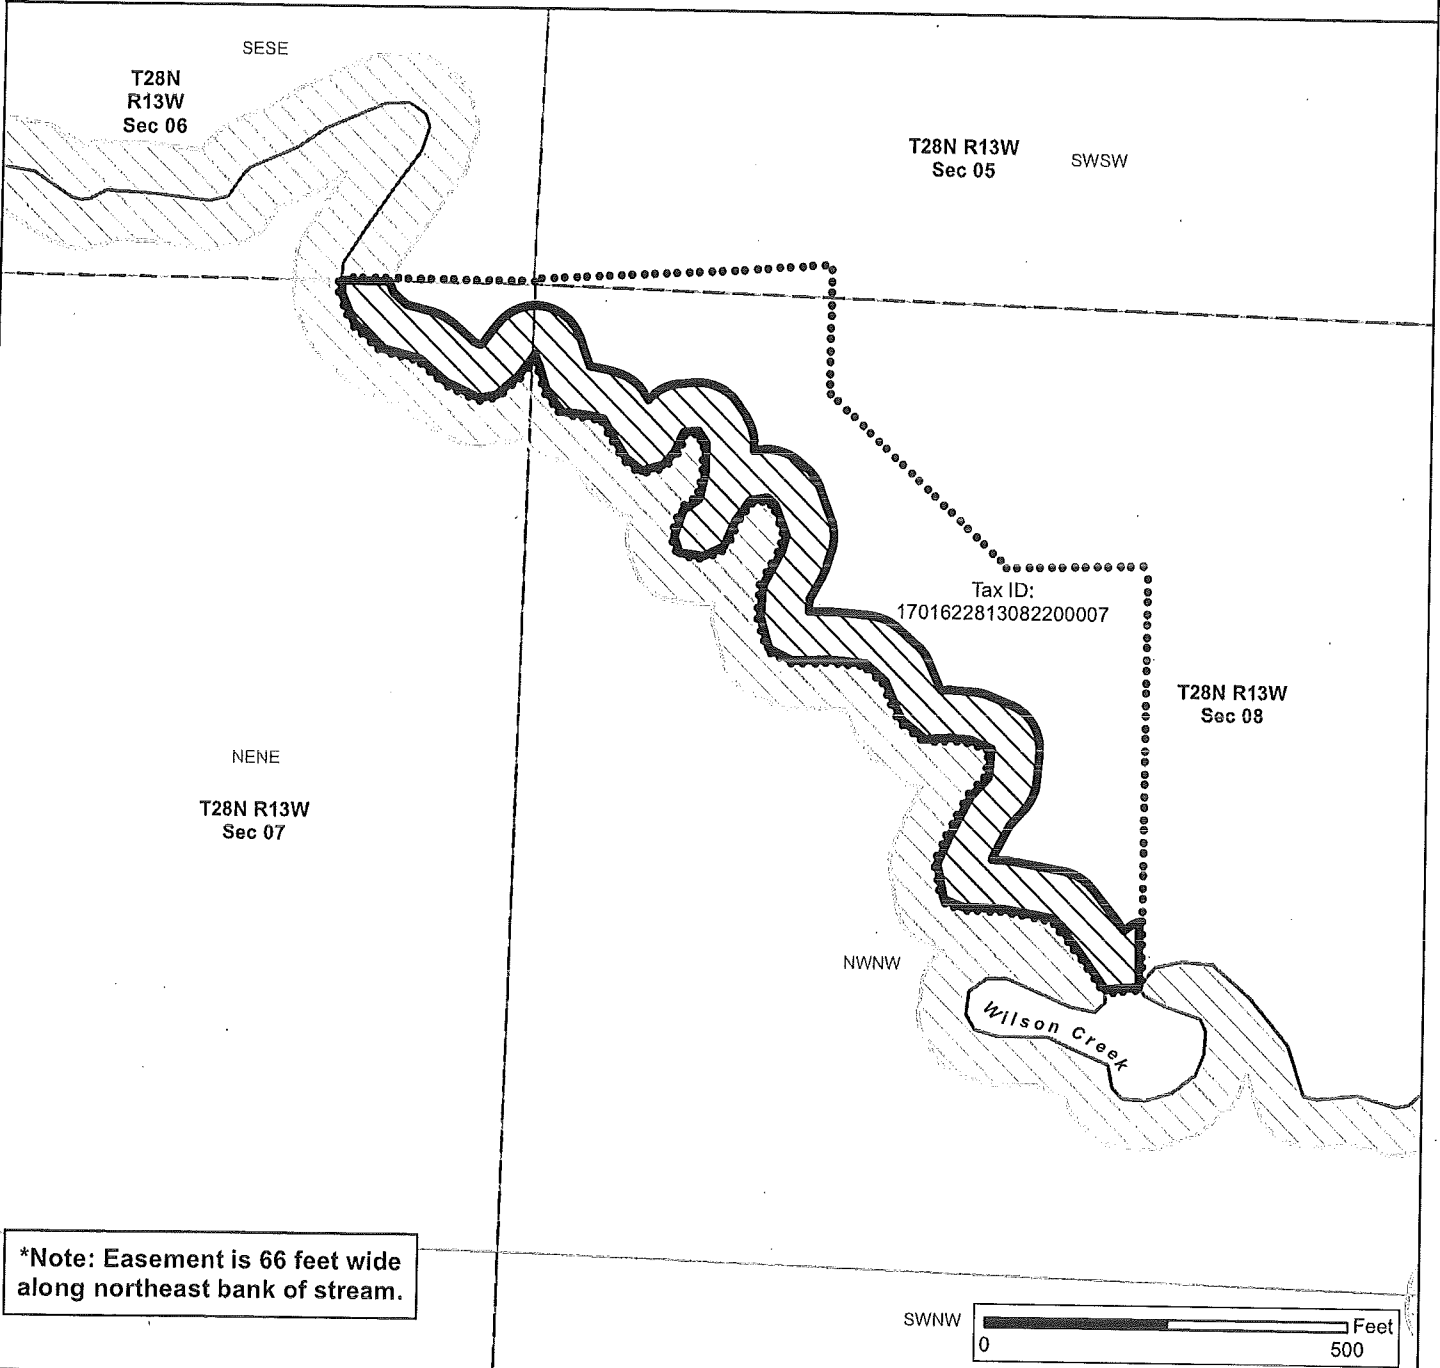 SESE
T28N
R13W
Sec 06
T28N R13W
Sec 05
SWSW
Tax ID:
1701622813082200007
T28N R13W
Sec 08
NENE
T28N R13W
Sec 07
NWNW
Wilson Creek
*Note: Easement is 66 feet wide
along northeast bank of stream.
SWNW
Feet
0 500